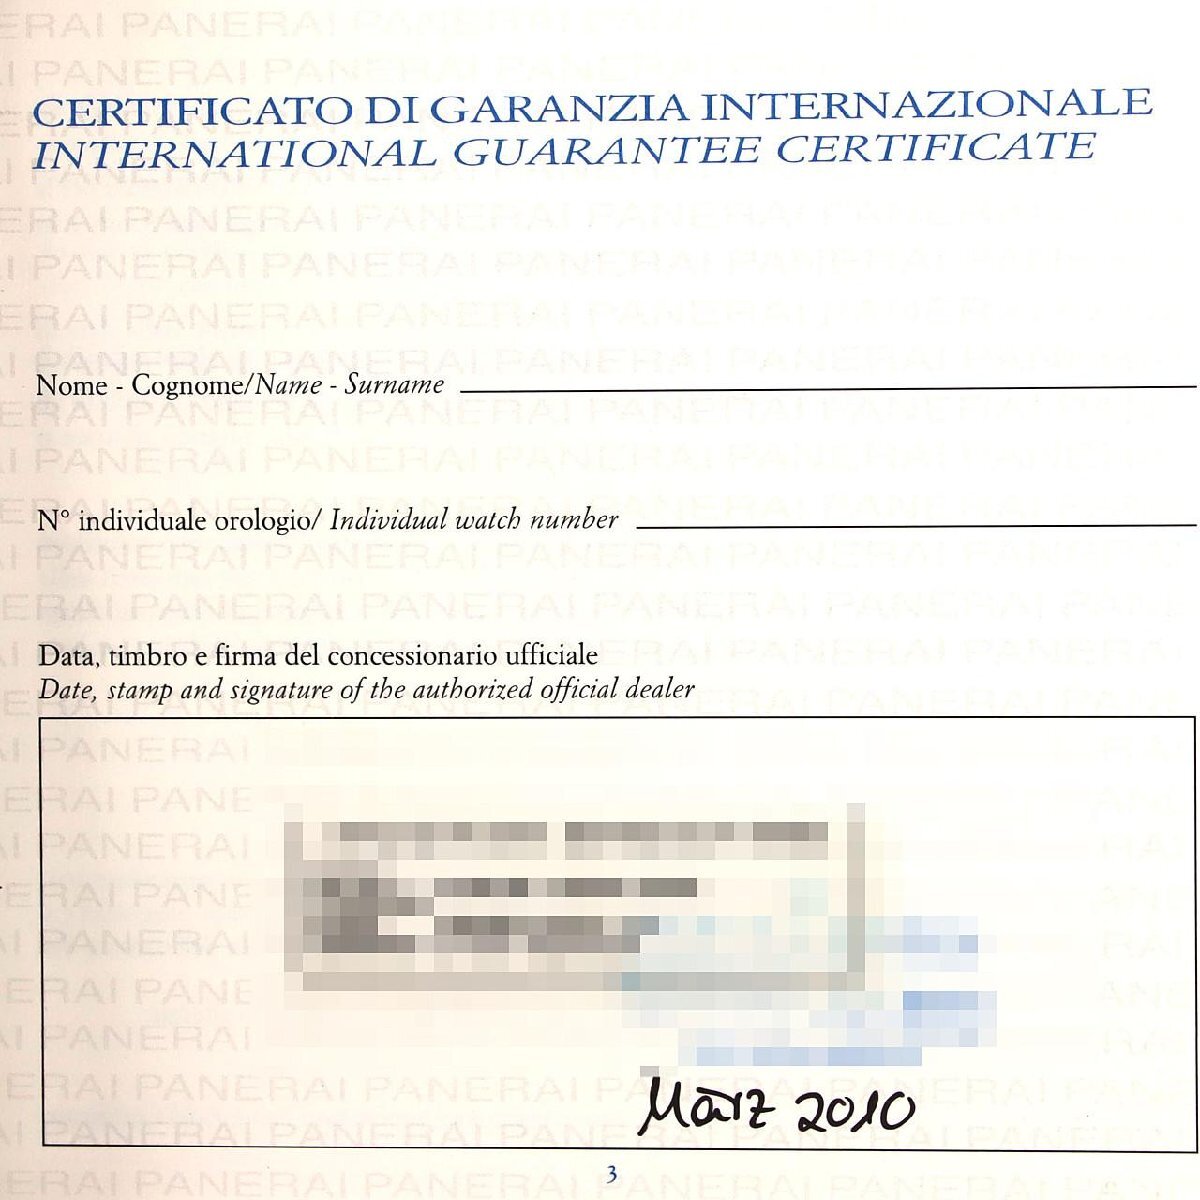 CERTIFICATO DI GARANZIA INTERNAZIONALE
INTERNATIONAL GUARANTEE CERTIFICATE
Nome - Cognome/Name - Surname
N° individuale orologio/ Individual watch number
Data, timbro e firma del concessionario ufficiale
Date, stamp and signature of the authorized official dealer
März 2010
3